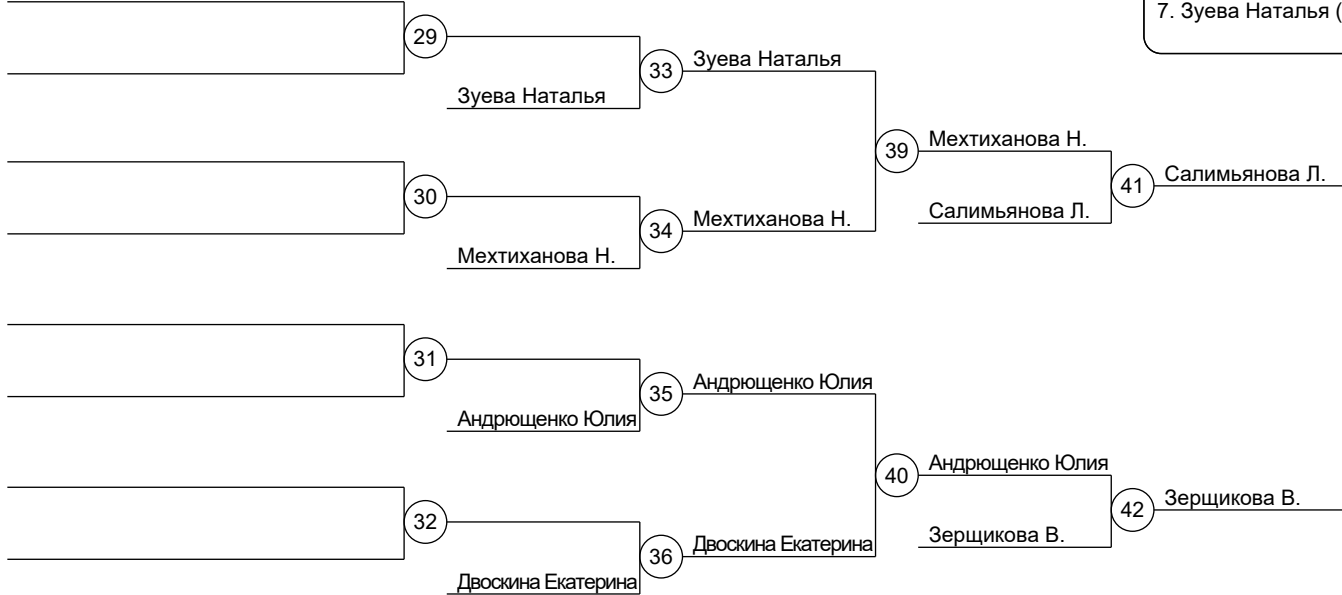 7. Зуева Наталья (
29
33
Зуева Наталья
Зуева Наталья
39
Мехтиханова Н.
41
Салимьянова Л.
30
34
Мехтиханова Н.
Салимьянова Л.
Мехтиханова Н.
31
35
Андрющенко Юлия
Андрющенко Юлия
40
Андрющенко Юлия
42
Зерщикова В.
32
36
Двоскина Екатерина
Зерщикова В.
Двоскина Екатерина